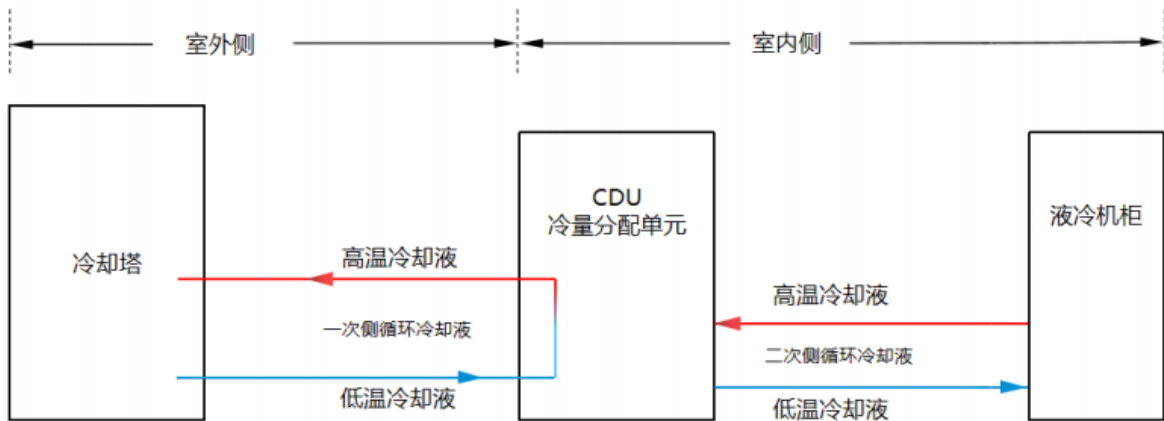 室外侧
室内侧
CDU
冷量分配单元
液冷机柜
冷却塔
高温冷却液
高温冷却液
一次侧循环冷却液
二次侧循环冷却液
低温冷却液
低温冷却液